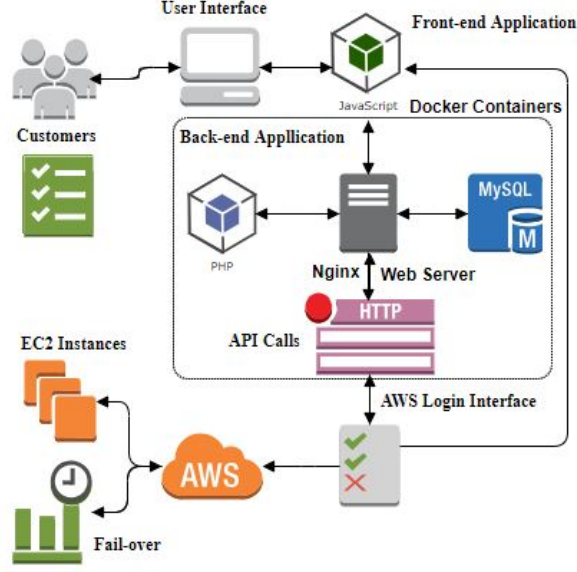 User Interface
Front-end Application
JavaScript
Docker Containers
Customers
Back-end Appllication
MySQL
M
PHP
Nginx
Web Server
HTTP
API Calls
EC2 Instances
AWS Login Interface
AWS
Fail-over